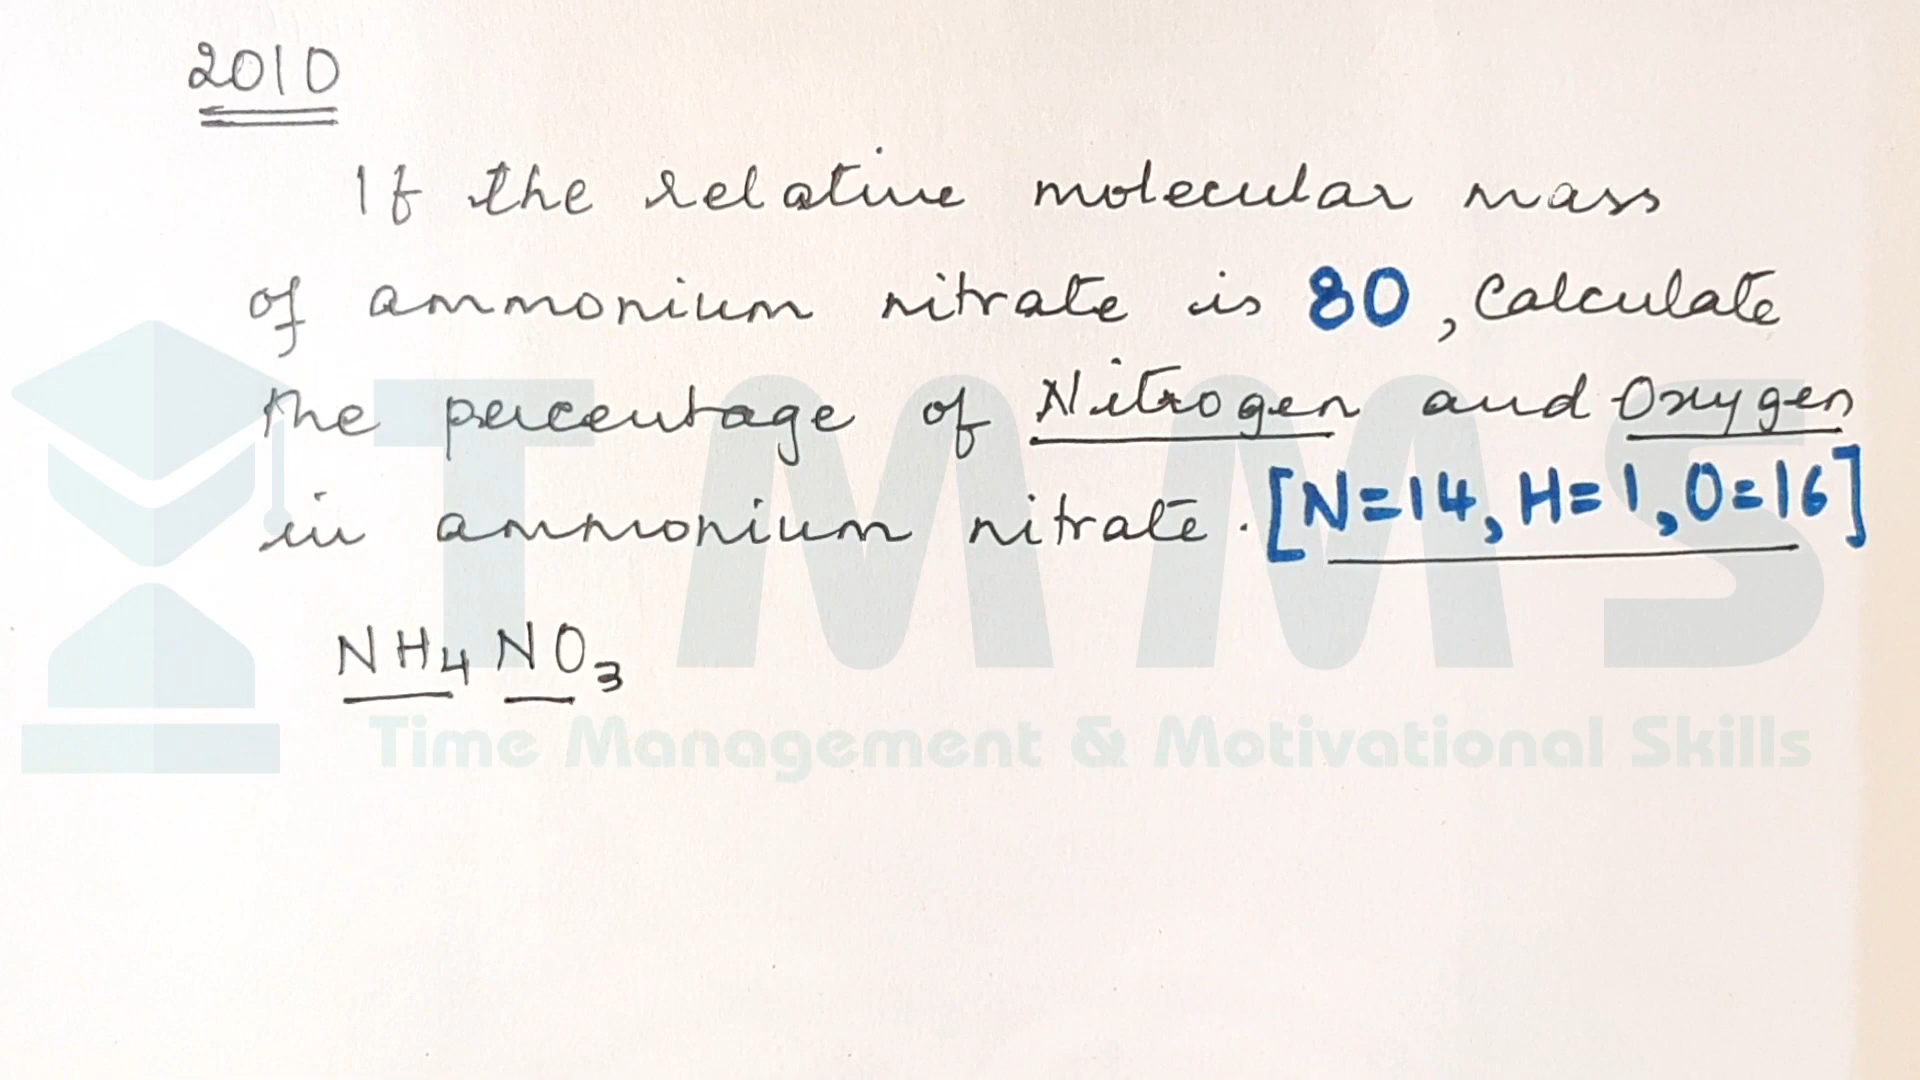 2010
If the relative molecular mass
of ammonium nitrate is 80, Calculate
the percentage of Nitrogen and Oxygen
in ammonium nitrate. [N=14, H=1, O=16]
NH₄NO₃
TMMS
Time Management & Motivational Skills